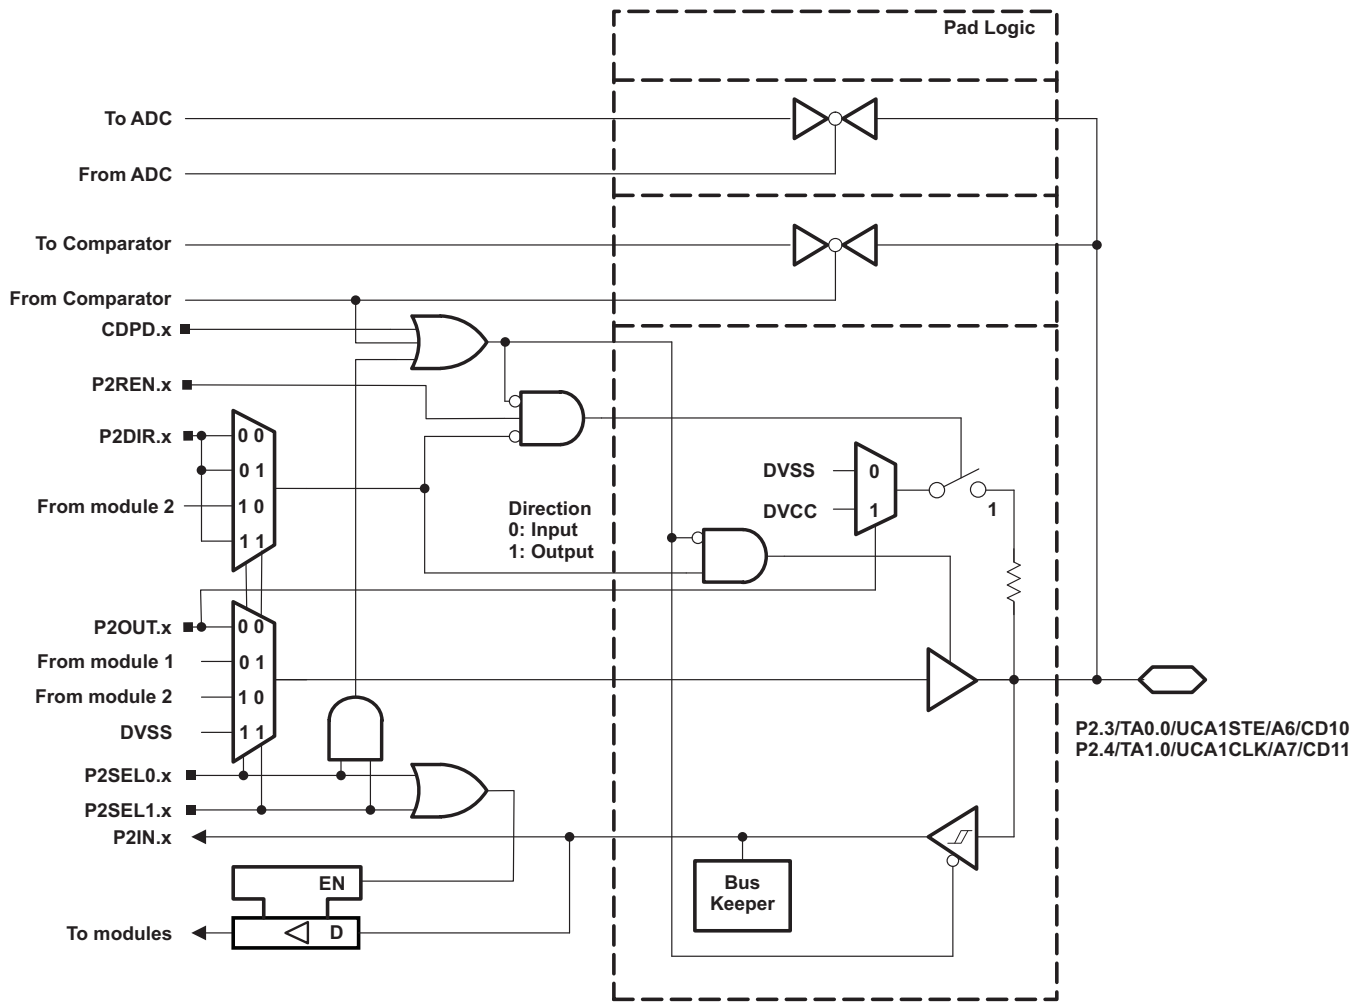 Pad Logic
To ADC
From ADC
To Comparator
From Comparator
CDPD.x
P2REN.x
P2DIR.x
0 0
0 1
From module 2
1 0
1 1
Direction
0: Input
1: Output
DVSS
0
DVCC
1
1
P2OUT.x
0 0
From module 1
0 1
From module 2
1 0
DVSS
1 1
P2.3/TA0.0/UCA1STE/A6/CD10
P2.4/TA1.0/UCA1CLK/A7/CD11
P2SEL0.x
P2SEL1.x
P2IN.x
EN
Bus
Keeper
To modules
D